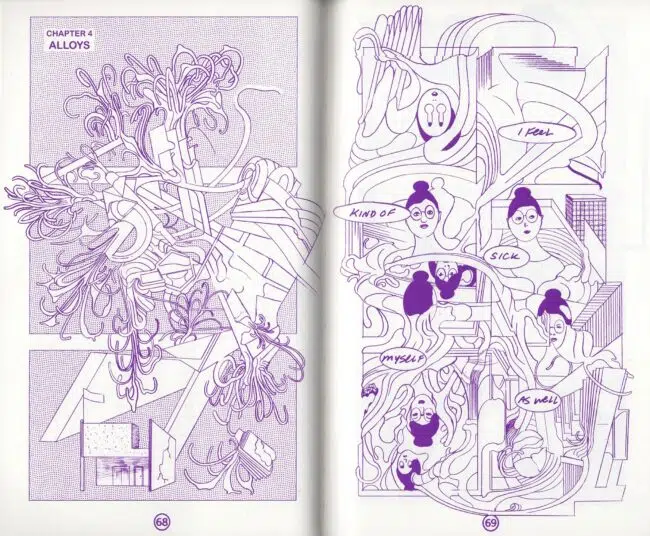 CHAPTER 4
ALLOYS
68
I FEEL
KIND OF
SICK
MYSELF
AS WELL
69